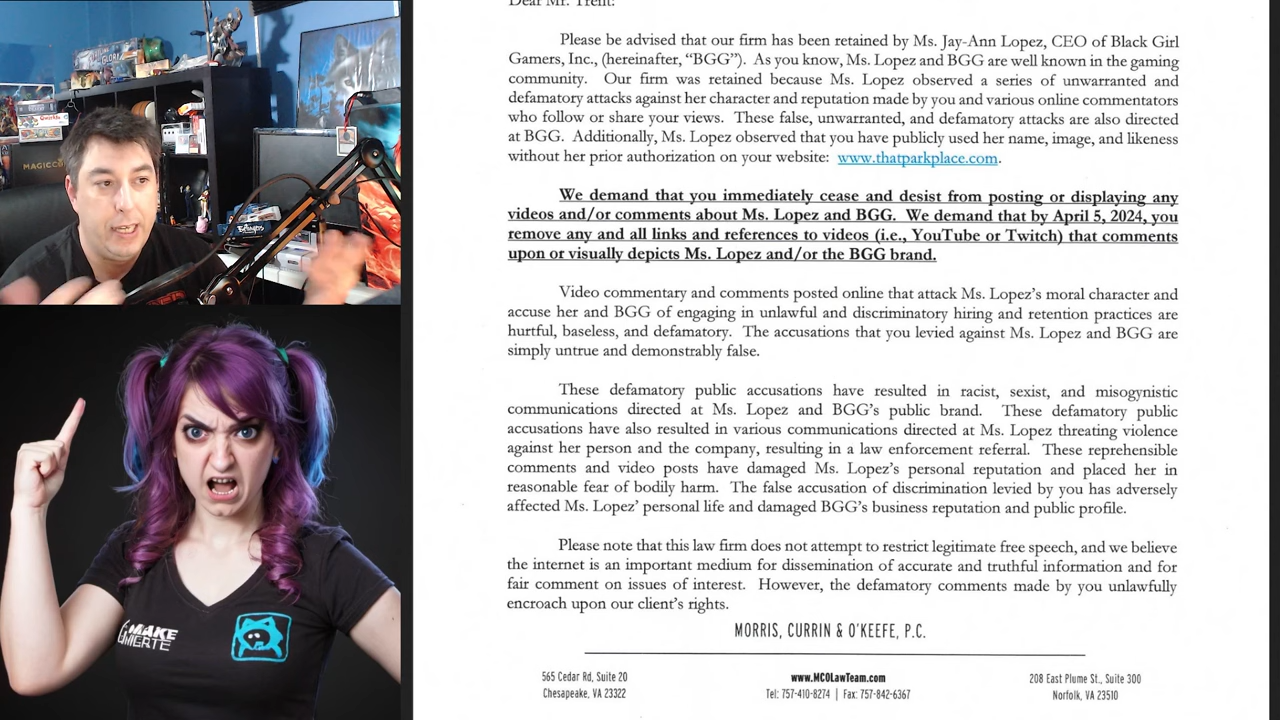 Dear Mr. Trent:
Please be advised that our firm has been retained by Ms. Jay-Ann Lopez, CEO of Black Girl
Gamers, Inc., (hereinafter, “BGG”). As you know, Ms. Lopez and BGG are well known in the gaming
community. Our firm was retained because Ms. Lopez observed a series of unwarranted and
defamatory attacks against her character and reputation made by you and various online commentators
who follow or share your views. These false, unwarranted, and defamatory attacks are also directed
at BGG. Additionally, Ms. Lopez observed that you have publicly used her name, image, and likeness
without her prior authorization on your website: www.thatparkplace.com.
We demand that you immediately cease and desist from posting or displaying any
videos and/or comments about Ms. Lopez and BGG. We demand that by April 5, 2024, you
remove any and all links and references to videos (i.e., YouTube or Twitch) that comments
upon or visually depicts Ms. Lopez and/or the BGG brand.
Video commentary and comments posted online that attack Ms. Lopez’s moral character and
accuse her and BGG of engaging in unlawful and discriminatory hiring and retention practices are
hurtful, baseless, and defamatory. The accusations that you levied against Ms. Lopez and BGG are
simply untrue and demonstrably false.
These defamatory public accusations have resulted in racist, sexist, and misogynistic
communications directed at Ms. Lopez and BGG’s public brand. These defamatory public
accusations have also resulted in various communications directed at Ms. Lopez threating violence
against her person and the company, resulting in a law enforcement referral. These reprehensible
comments and video posts have damaged Ms. Lopez’s personal reputation and placed her in
reasonable fear of bodily harm. The false accusation of discrimination levied by you has adversely
affected Ms. Lopez’ personal life and damaged BGG’s business reputation and public profile.
Please note that this law firm does not attempt to restrict legitimate free speech, and we believe
the internet is an important medium for dissemination of accurate and truthful information and for
fair comment on issues of interest. However, the defamatory comments made by you unlawfully
encroach upon our client’s rights.
MORRIS, CURRIN & O'KEEFE, P.C.
565 Cedar Rd, Suite 20
Chesapeake, VA 23322
www.MCOLawTeam.com
Tel: 757-410-8274 | Fax: 757-842-6367
208 East Plume St., Suite 300
Norfolk, VA 23510
GLORY
Qwirkle
MAKE